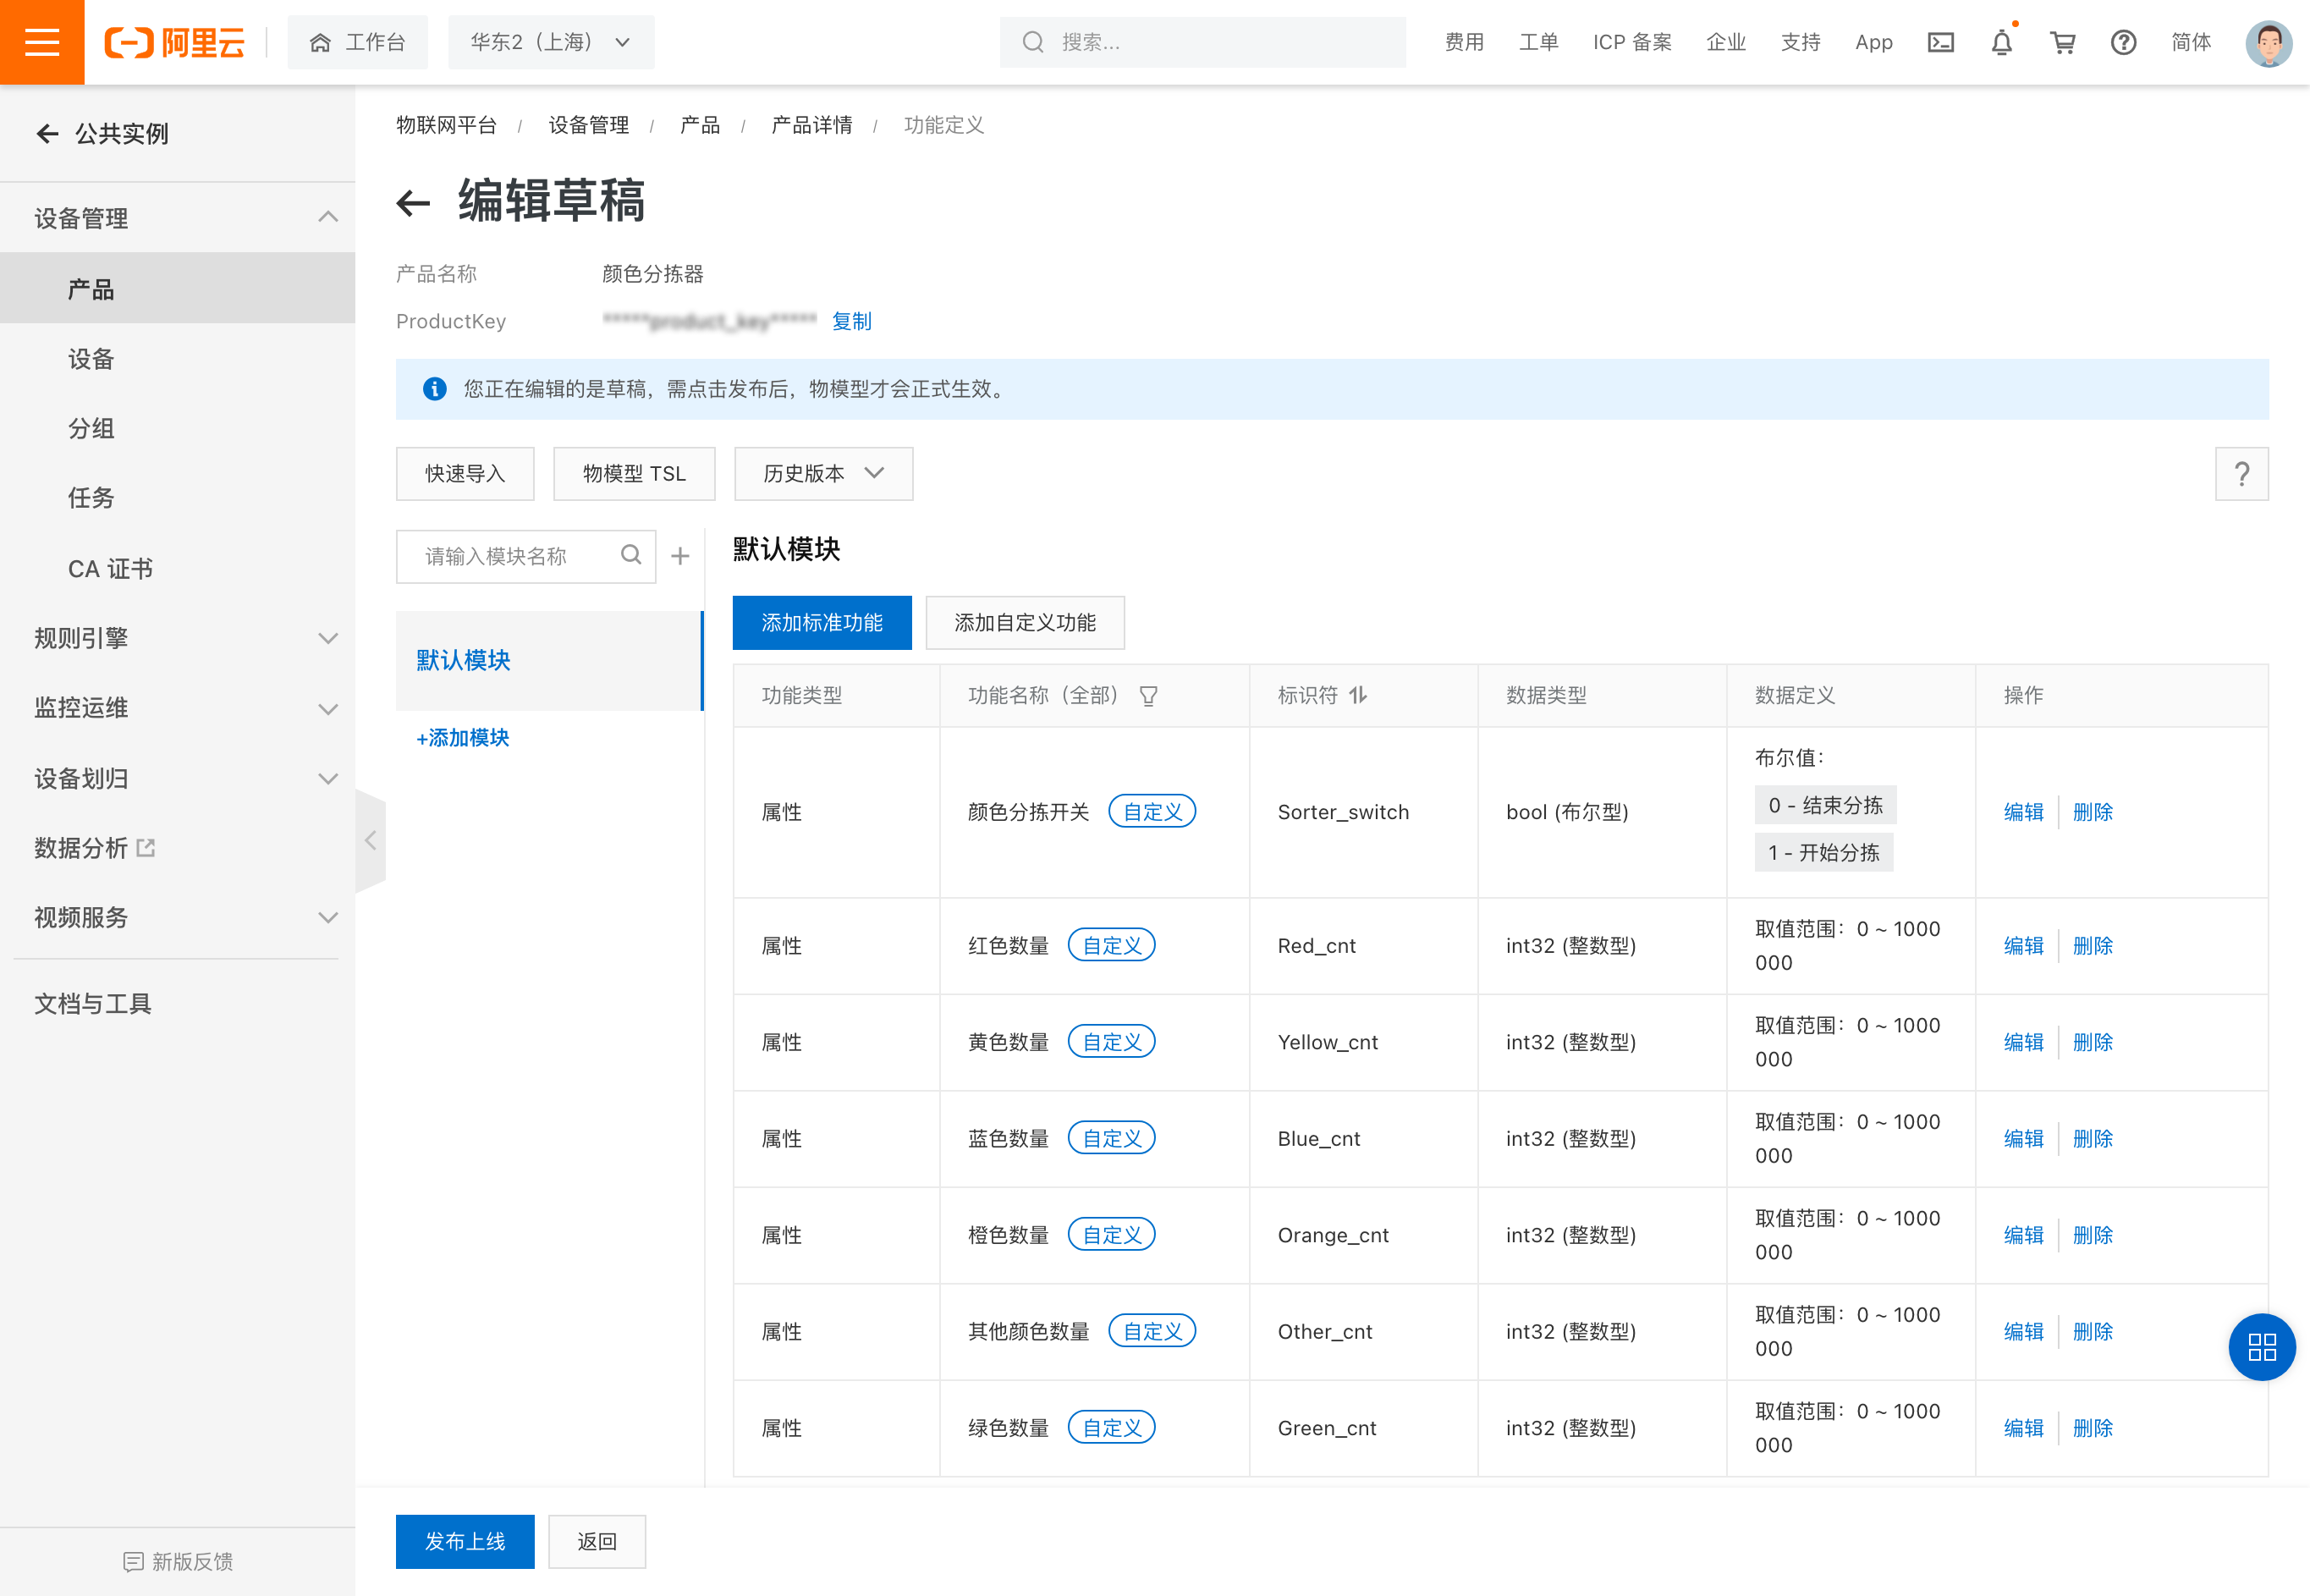 阿里云
工作台
华东2（上海）
搜索...
费用
工单
ICP 备案
企业
支持
App
简体
公共实例
设备管理
产品
设备
分组
任务
CA 证书
规则引擎
监控运维
设备划归
数据分析
视频服务
文档与工具
新版反馈
物联网平台 / 设备管理 / 产品 / 产品详情 / 功能定义
编辑草稿
产品名称 颜色分拣器
ProductKey *****product_key***** 复制
您正在编辑的是草稿，需点击发布后，物模型才会正式生效。
快速导入
物模型 TSL
历史版本
?
请输入模块名称
默认模块
+添加模块
默认模块
添加标准功能
添加自定义功能
功能类型 功能名称（全部） 标识符 数据类型 数据定义 操作
属性 颜色分拣开关 自定义 Sorter_switch bool (布尔型) 布尔值：
0 - 结束分拣
1 - 开始分拣
编辑 删除
属性 红色数量 自定义 Red_cnt int32 (整数型) 取值范围：0 ~ 1000
000
编辑 删除
属性 黄色数量 自定义 Yellow_cnt int32 (整数型) 取值范围：0 ~ 1000
000
编辑 删除
属性 蓝色数量 自定义 Blue_cnt int32 (整数型) 取值范围：0 ~ 1000
000
编辑 删除
属性 橙色数量 自定义 Orange_cnt int32 (整数型) 取值范围：0 ~ 1000
000
编辑 删除
属性 其他颜色数量 自定义 Other_cnt int32 (整数型) 取值范围：0 ~ 1000
000
编辑 删除
属性 绿色数量 自定义 Green_cnt int32 (整数型) 取值范围：0 ~ 1000
000
编辑 删除
发布上线
返回